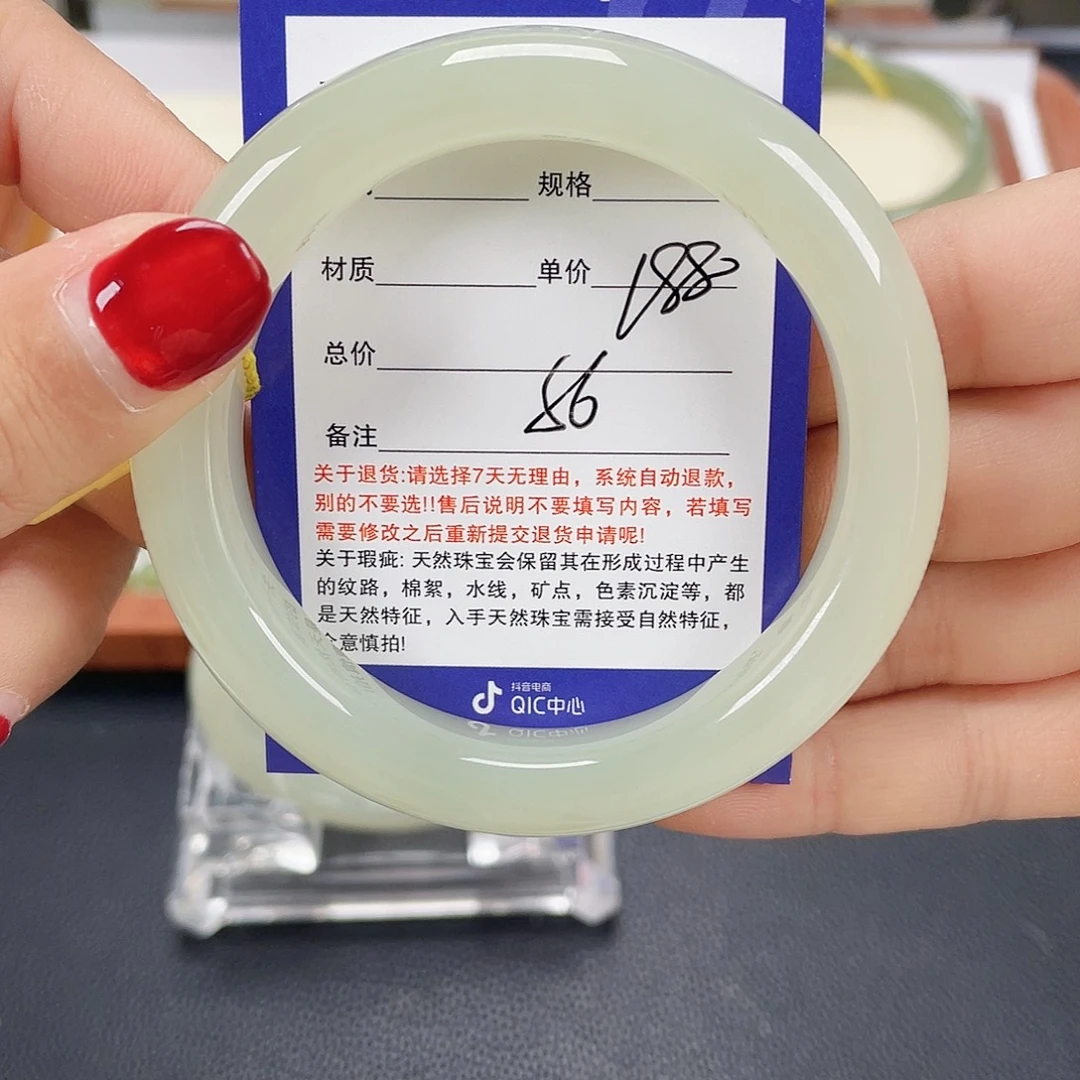 规格
材质 单价 188
总价
86
备注
关于退货:请选择7天无理由，系统自动退款，
别的不要选!!售后说明不要填写内容，若填写
需要修改之后重新提交退货申请呢!
关于瑕疵: 天然珠宝会保留其在形成过程中产生
的纹路，棉絮，水线，矿点，色素沉淀等，都
是天然特征，入手天然珠宝需接受自然特征，
介意慎拍!
抖音电商
QIC中心